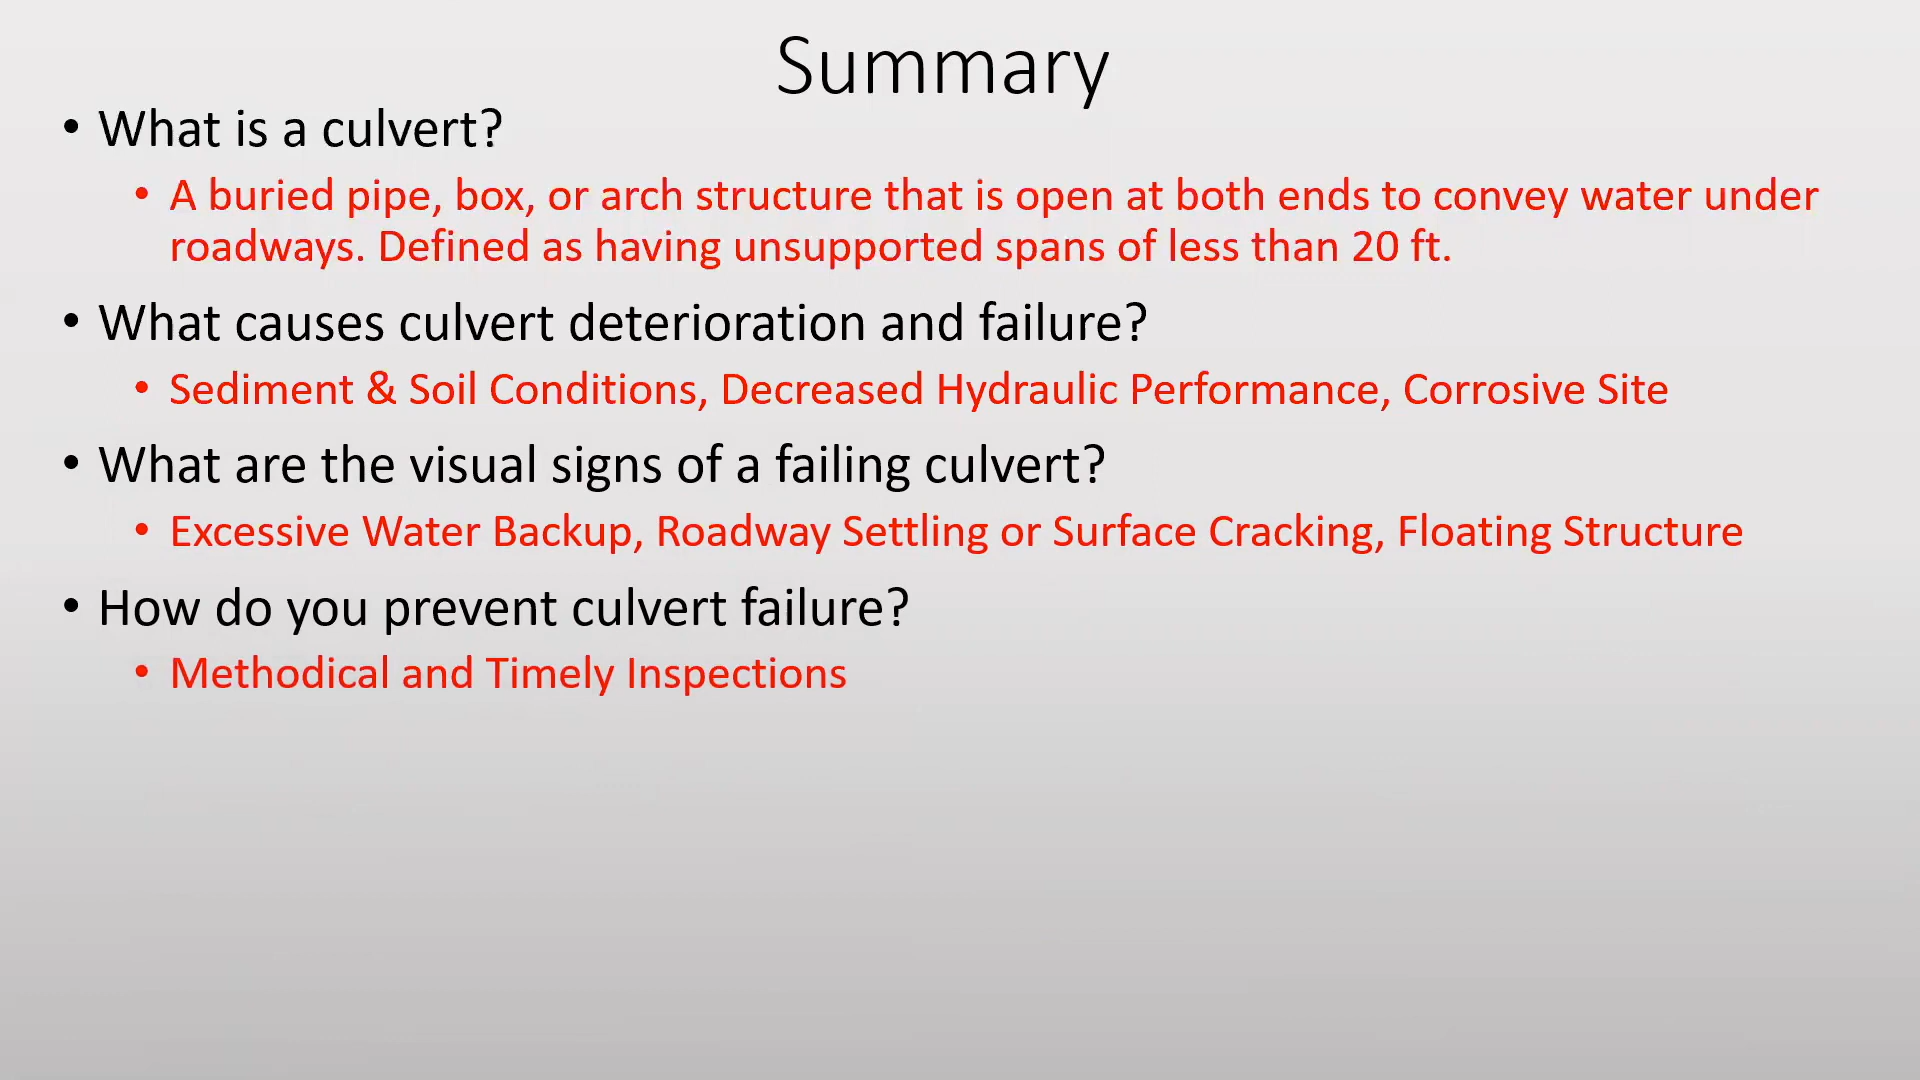 Summary
• What is a culvert?
• A buried pipe, box, or arch structure that is open at both ends to convey water under
roadways. Defined as having unsupported spans of less than 20 ft.
• What causes culvert deterioration and failure?
• Sediment & Soil Conditions, Decreased Hydraulic Performance, Corrosive Site
• What are the visual signs of a failing culvert?
• Excessive Water Backup, Roadway Settling or Surface Cracking, Floating Structure
• How do you prevent culvert failure?
• Methodical and Timely Inspections